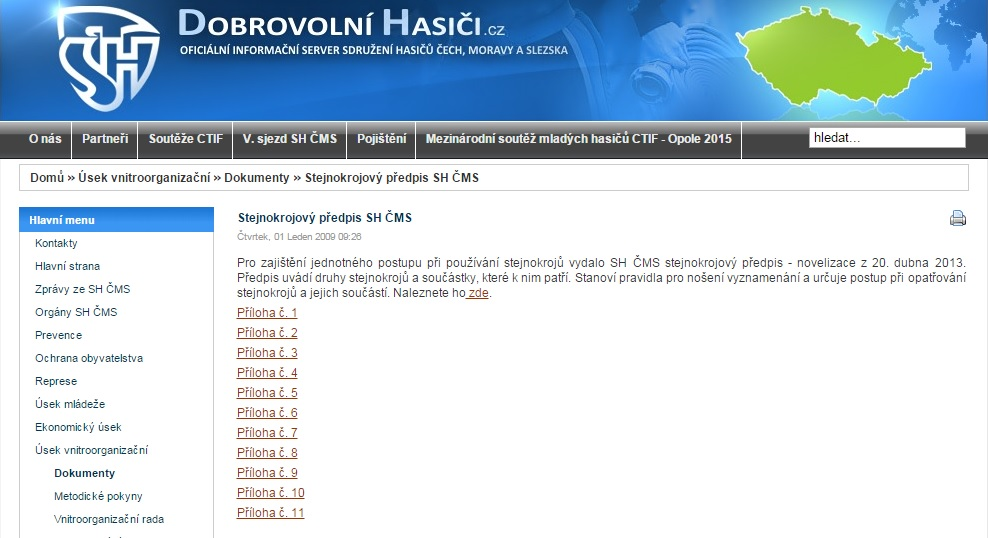 SH
DOBROVOLNÍ HASIČI.CZ
OFICIÁLNÍ INFORMAČNÍ SERVER SDRUŽENÍ HASIČŮ ČECH, MORAVY A SLEZSKA
O nás Partneři Soutěže CTIF V. sjezd SH ČMS Pojištění Mezinárodní soutěž mladých hasičů CTIF - Opole 2015 hledat...
Domů » Úsek vnitroorganizační » Dokumenty » Stejnokrojový předpis SH ČMS
Hlavní menu
Kontakty
Hlavní strana
Zprávy ze SH ČMS
Orgány SH ČMS
Prevence
Ochrana obyvatelstva
Represe
Úsek mládeže
Ekonomický úsek
Úsek vnitroorganizační
Dokumenty
Metodické pokyny
Vnitroorganizační rada
Stejnokrojový předpis SH ČMS
Čtvrtek, 01 Leden 2009 09:26
Pro zajištění jednotného postupu při používání stejnokrojů vydalo SH ČMS stejnokrojový předpis - novelizace z 20. dubna 2013.
Předpis uvádí druhy stejnokrojů a součástky, které k nim patří. Stanoví pravidla pro nošení vyznamenání a určuje postup při opatřování
stejnokrojů a jejich součástí. Naleznete ho zde.
Příloha č. 1
Příloha č. 2
Příloha č. 3
Příloha č. 4
Příloha č. 5
Příloha č. 6
Příloha č. 7
Příloha č. 8
Příloha č. 9
Příloha č. 10
Příloha č. 11